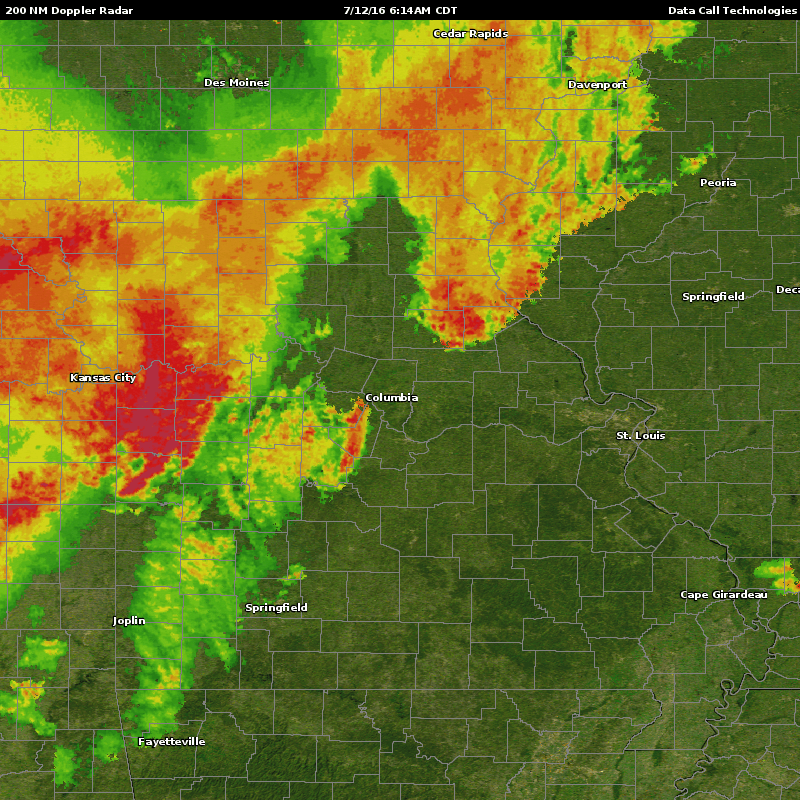 200 NM Doppler Radar 7/12/16 6:14AM CDT Data Call Technologies
Cedar Rapids
Des Moines
Davenport
Peoria
Springfield
Deca
Kansas City
Columbia
St. Louis
Cape Girardeau
Springfield
Joplin
Fayetteville